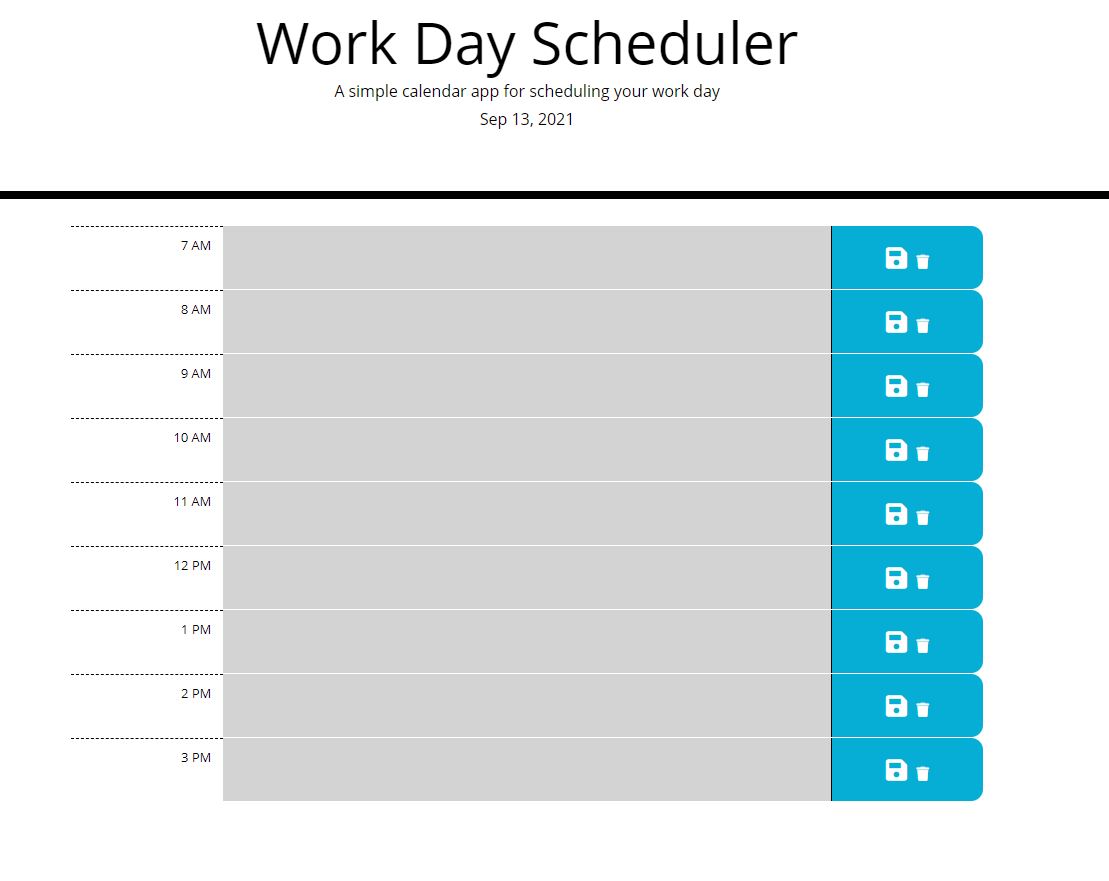 Work Day Scheduler
A simple calendar app for scheduling your work day
Sep 13, 2021
7 AM
8 AM
9 AM
10 AM
11 AM
12 PM
1 PM
2 PM
3 PM